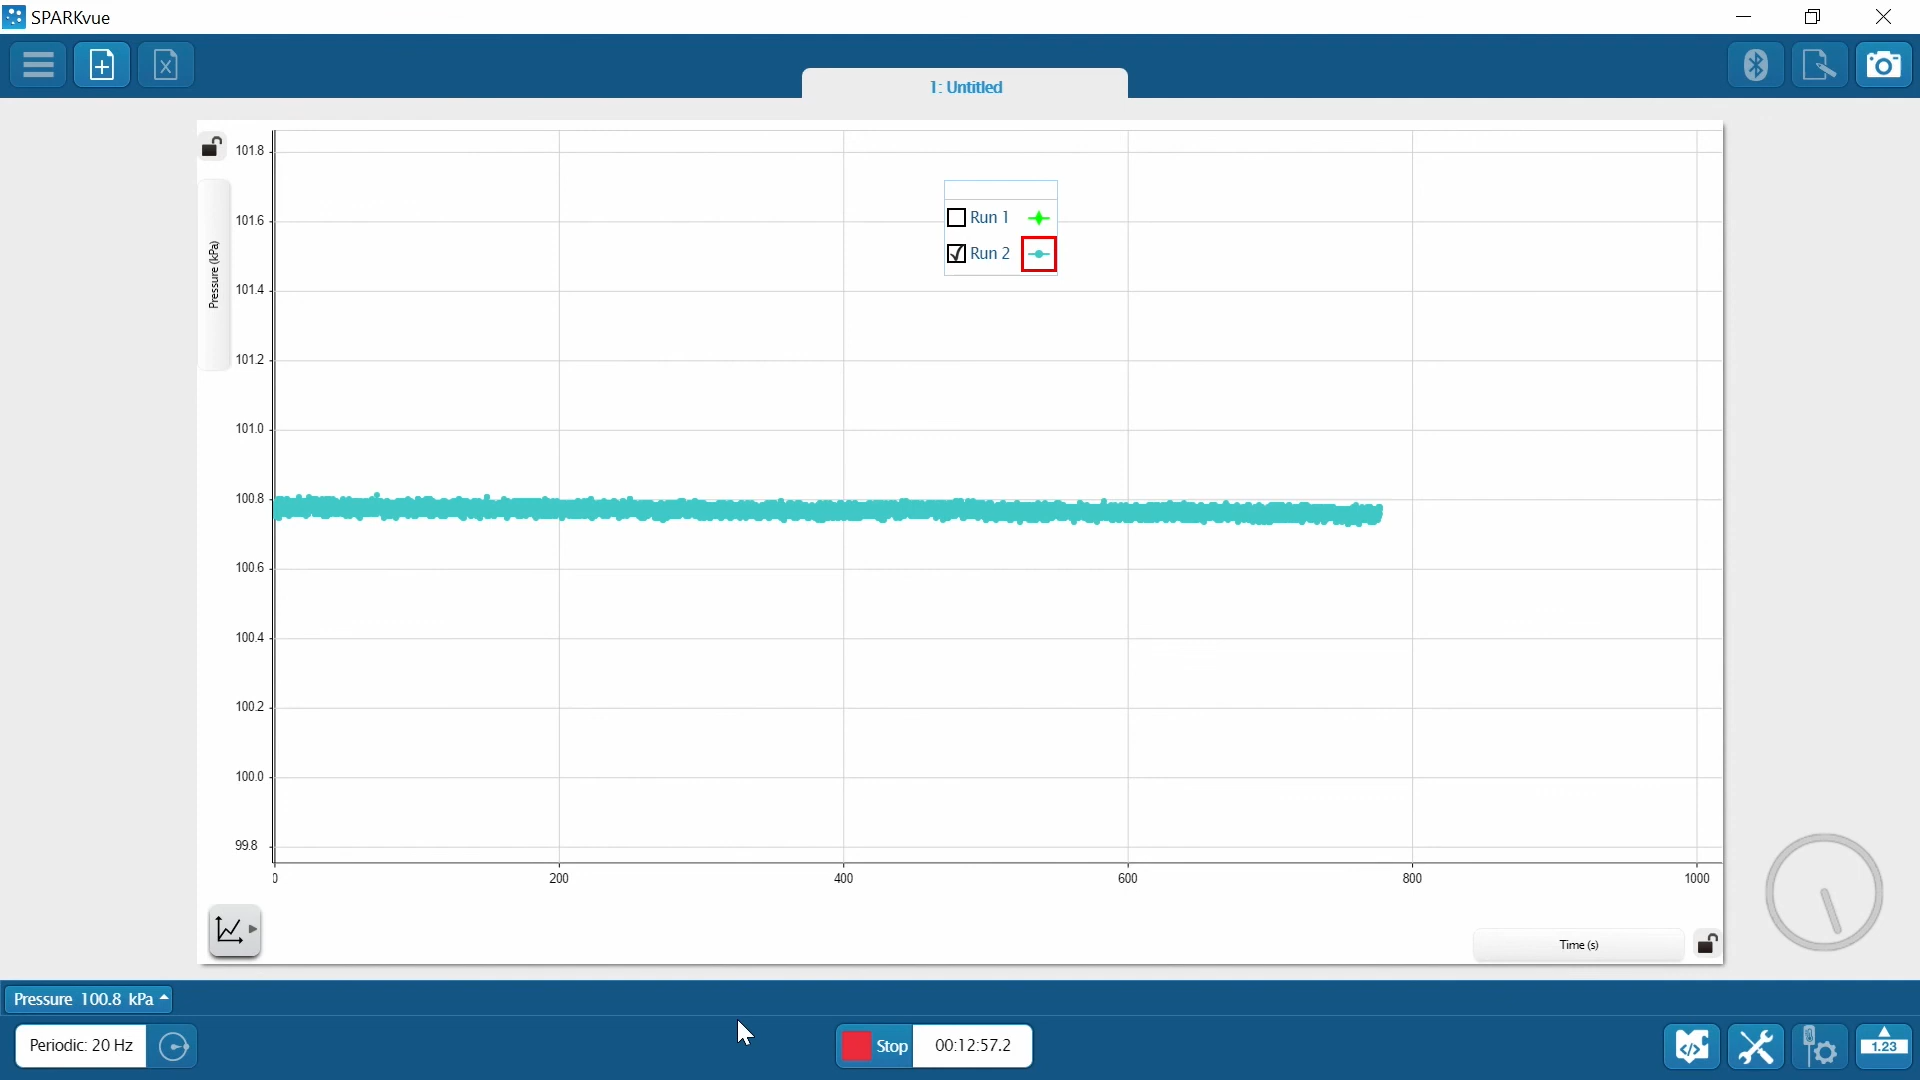 SPARKvue
1: Untitled
101.8
101.6
101.4
101.2
101.0
100.8
100.6
100.4
100.2
100.0
99.8
Pressure (kPa)
Run 1
Run 2
0 200 400 600 800 1000
Time (s)
Pressure 100.8 kPa
Periodic: 20 Hz
Stop 00:12:57.2
1.23